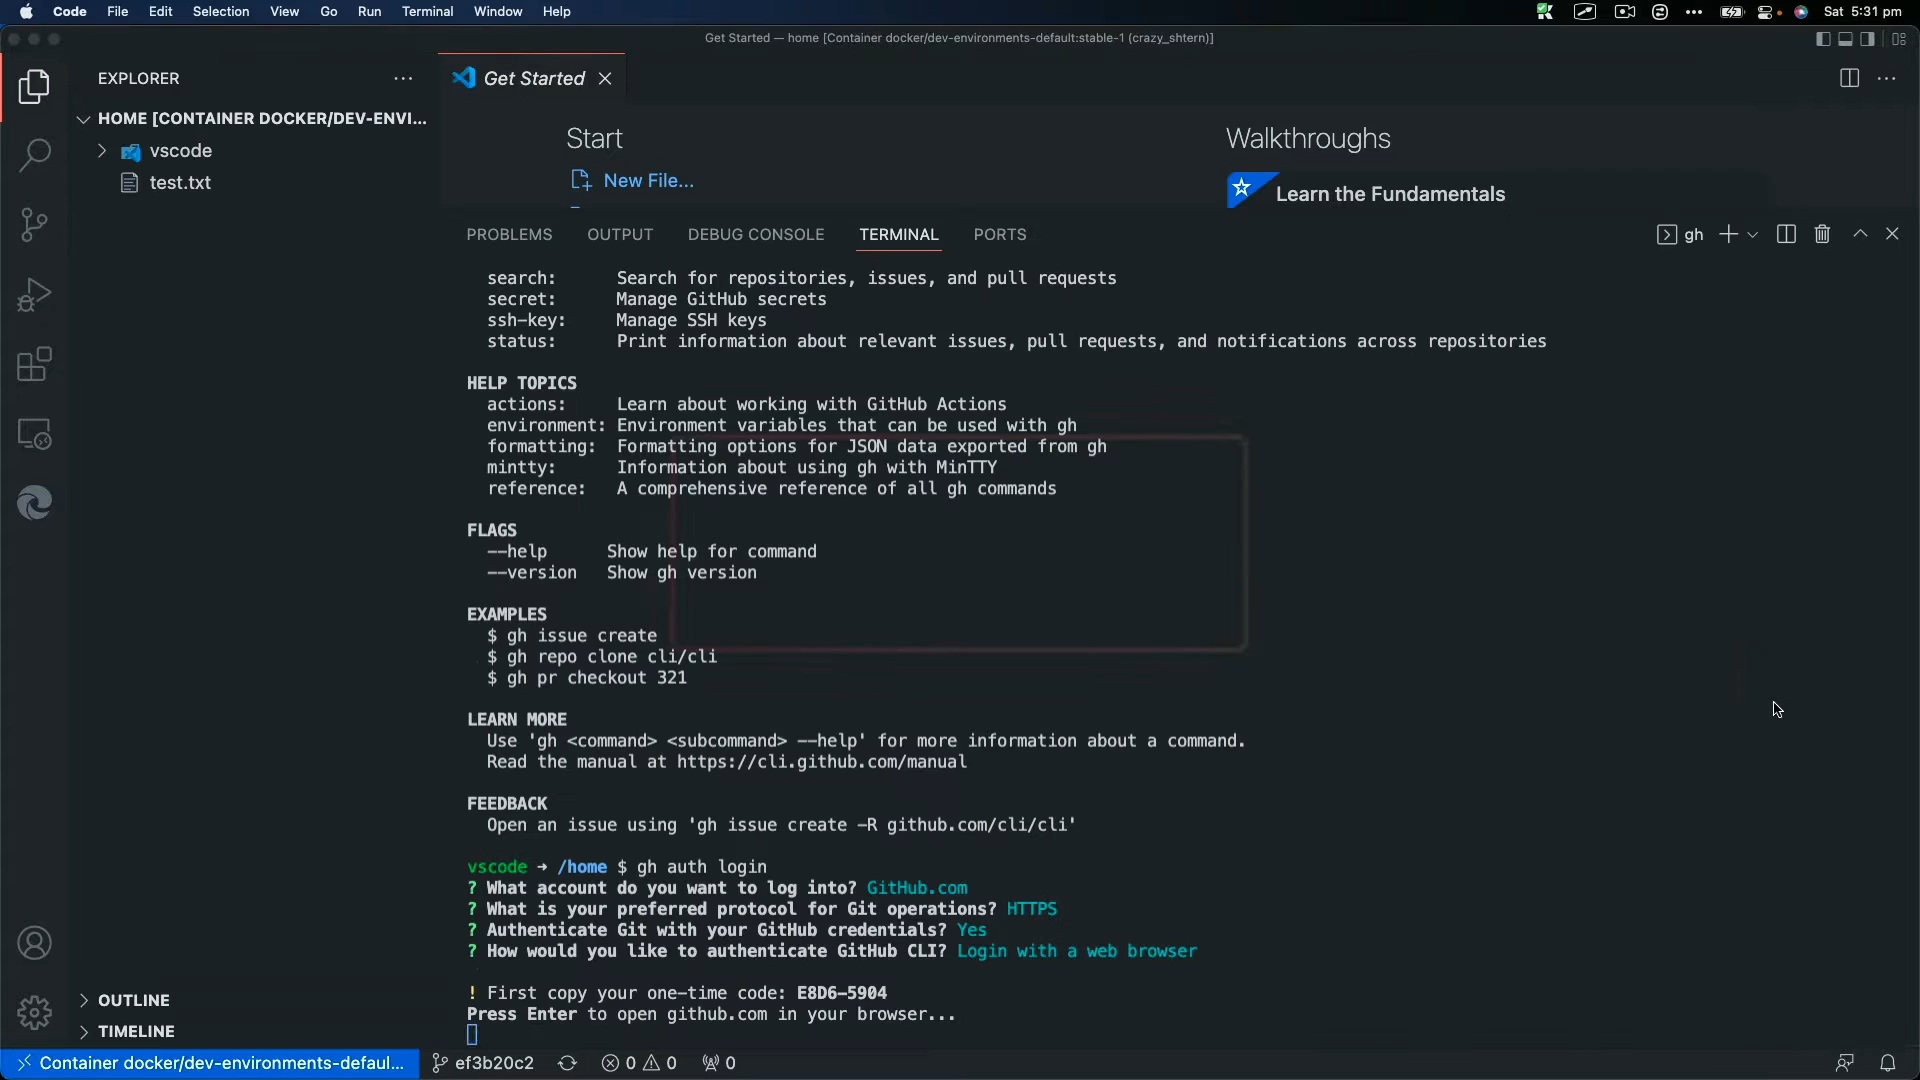 Code File Edit Selection View Go Run Terminal Window Help Sat 5:31 pm
Get Started — home [Container docker/dev-environments-default:stable-1 (crazy_shtern)]
EXPLORER
Get Started
HOME [CONTAINER DOCKER/DEV-ENVI...
vscode
test.txt
Start
New File...
Walkthroughs
Learn the Fundamentals
PROBLEMS OUTPUT DEBUG CONSOLE TERMINAL PORTS
gh
search: Search for repositories, issues, and pull requests
secret: Manage GitHub secrets
ssh-key: Manage SSH keys
status: Print information about relevant issues, pull requests, and notifications across repositories
HELP TOPICS
actions: Learn about working with GitHub Actions
environment: Environment variables that can be used with gh
formatting: Formatting options for JSON data exported from gh
mintty: Information about using gh with MinTTY
reference: A comprehensive reference of all gh commands
FLAGS
--help Show help for command
--version Show gh version
EXAMPLES
$ gh issue create
$ gh repo clone cli/cli
$ gh pr checkout 321
LEARN MORE
Use 'gh <command> <subcommand> --help' for more information about a command.
Read the manual at https://cli.github.com/manual
FEEDBACK
Open an issue using 'gh issue create -R github.com/cli/cli'
vscode → /home $ gh auth login
? What account do you want to log into? GitHub.com
? What is your preferred protocol for Git operations? HTTPS
? Authenticate Git with your GitHub credentials? Yes
? How would you like to authenticate GitHub CLI? Login with a web browser
! First copy your one-time code: E8D6-5904
Press Enter to open github.com in your browser...
OUTLINE
TIMELINE
Container docker/dev-environments-defaul... ef3b20c2 0 0 0